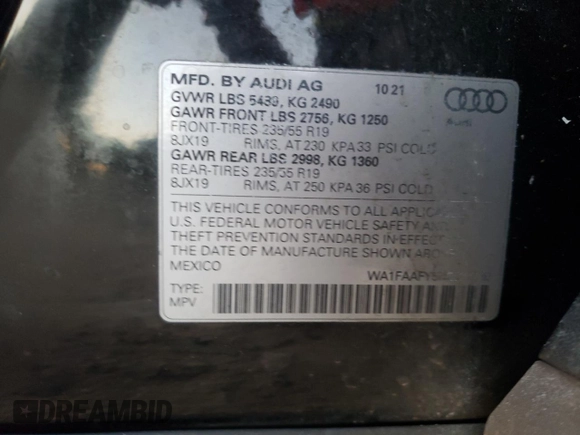 MFD. BY AUDI AG 10 21
GVWR LBS 5489, KG 2490
GAWR FRONT LBS 2756, KG 1250
FRONT-TIRES 235/55 R19
8JX19 RIMS, AT 230 KPA 33 PSI COLD
GAWR REAR LBS 2998, KG 1360
REAR-TIRES 235/55 R19
8JX19 RIMS, AT 250 KPA 36 PSI COLD
Audi
THIS VEHICLE CONFORMS TO ALL
U.S. FEDERAL MOTOR VEHICLE SAFETY AND
THEFT PREVENTION STANDARDS IN EFFECT
THE DATE OF MANUFACTURE SHOWN
MEXICO
TYPE:
MPV
DREAMBID